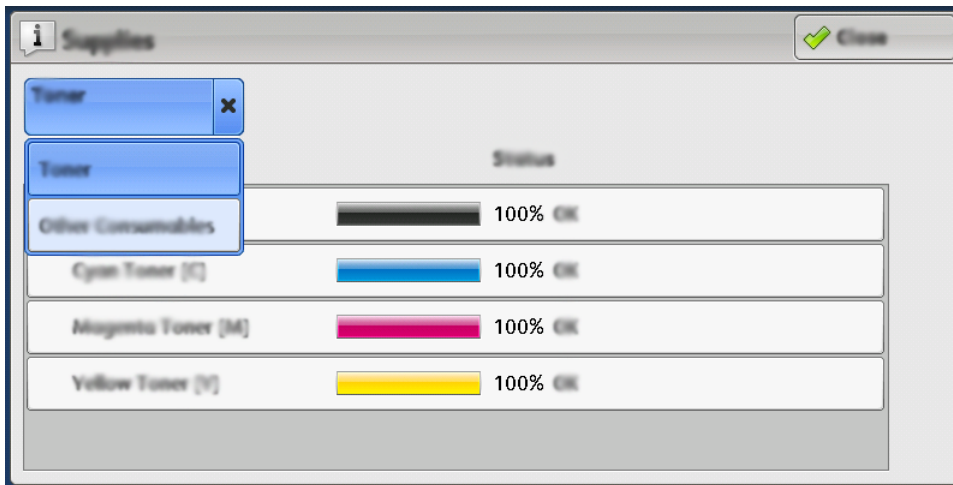 Supplies
Close
Toner
Toner
Status
Other Consumables
100% OK
Cyan Toner [C] 100% OK
Magenta Toner [M] 100% OK
Yellow Toner [Y] 100% OK